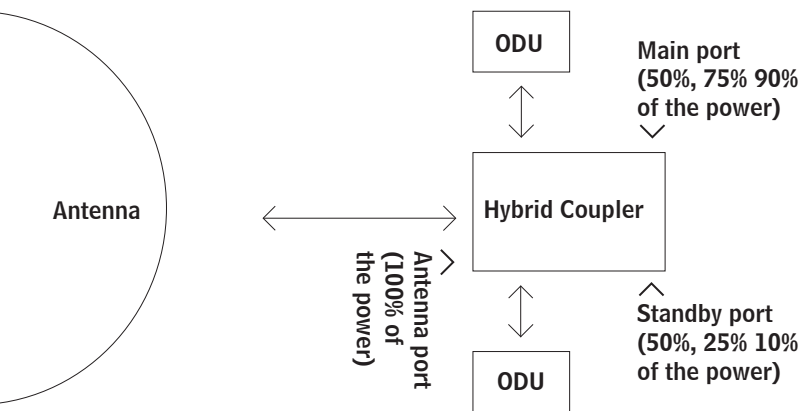 ODU
Main port
(50%, 75% 90%
of the power)
Antenna
Hybrid Coupler
Antenna port
(100% of
the power)
Standby port
(50%, 25% 10%
of the power)
ODU